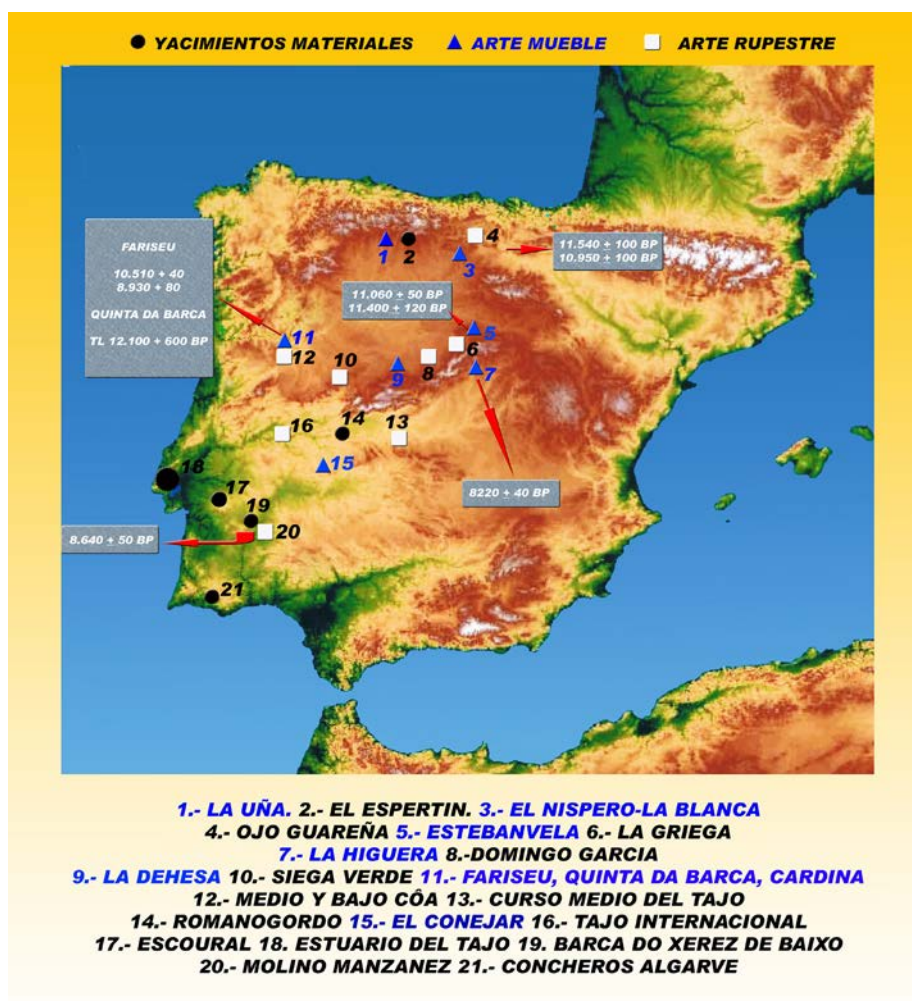 YACIMIENTOS MATERIALES ARTE MUEBLE ARTE RUPESTRE
FARISEU
10.510 + 40
8.930 + 80
QUINTA DA BARCA
TL 12.100 + 600 BP
1
2
4
3
11.540 ± 100 BP
10.950 ± 100 BP
11.060 + 50 BP
11.400 + 120 BP
11
12
10
9
8
6
5
7
16
14
13
15
18
17
19
20
21
8220 ± 40 BP
8.640 ± 50 BP
1.- LA UÑA. 2.- EL ESPERTIN. 3.- EL NISPERO-LA BLANCA
4.- OJO GUAREÑA 5.- ESTEBANVELA 6.- LA GRIEGA
7.- LA HIGUERA 8.-DOMINGO GARCIA
9.- LA DEHESA 10.- SIEGA VERDE 11.- FARISEU, QUINTA DA BARCA, CARDINA
12.- MEDIO Y BAJO CÔA 13.- CURSO MEDIO DEL TAJO
14.- ROMANOGORDO 15.- EL CONEJAR 16.- TAJO INTERNACIONAL
17.- ESCOURAL 18. ESTUARIO DEL TAJO 19. BARCA DO XEREZ DE BAIXO
20.- MOLINO MANZANEZ 21.- CONCHEROS ALGARVE